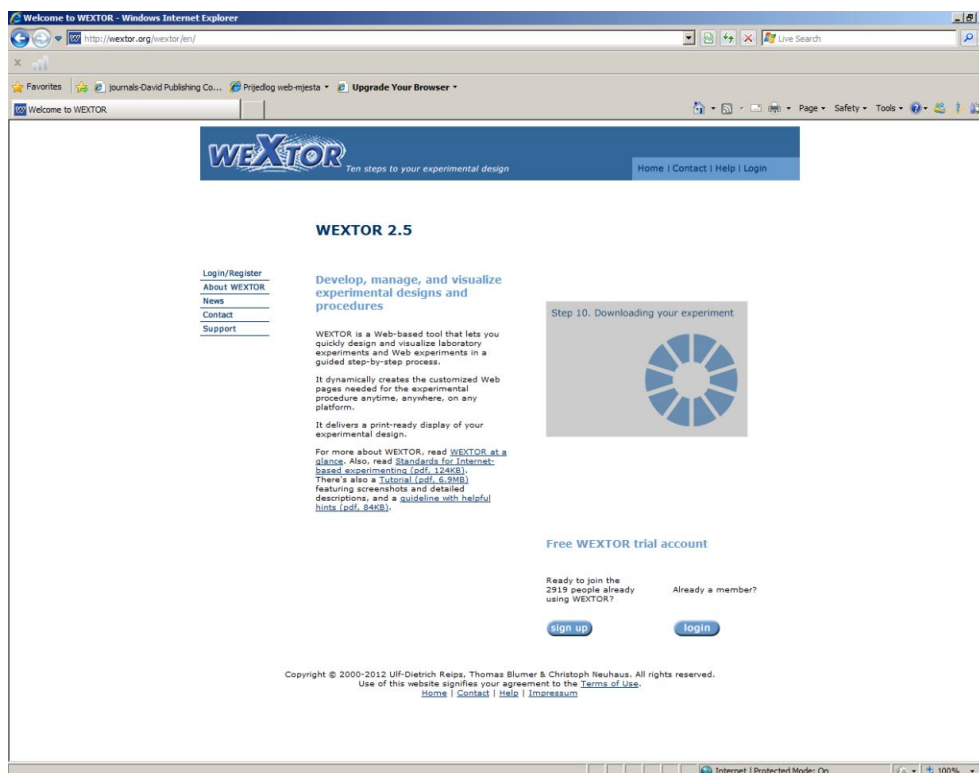 Welcome to WEXTOR - Windows Internet Explorer
http://wextor.org/wextor/en/
Live Search
Favorites
journals-David Publishing Co...
Prijedlog web-mjesta
Upgrade Your Browser
Welcome to WEXTOR
Page
Safety
Tools
WEXTOR
Ten steps to your experimental design
Home | Contact | Help | Login
WEXTOR 2.5
Login/Register
About WEXTOR
News
Contact
Support
Develop, manage, and visualize
experimental designs and
procedures
WEXTOR is a Web-based tool that lets you
quickly design and visualize laboratory
experiments and Web experiments in a
guided step-by-step process.
It dynamically creates the customized Web
pages needed for the experimental
procedure anytime, anywhere, on any
platform.
It delivers a print-ready display of your
experimental design.
For more about WEXTOR, read WEXTOR at a
glance. Also, read Standards for Internet-
based experimenting (pdf, 124KB).
There's also a Tutorial (pdf, 6.9MB)
featuring screenshots and detailed
descriptions, and a guideline with helpful
hints (pdf, 84KB).
Step 10. Downloading your experiment
Free WEXTOR trial account
Ready to join the
2919 people already
using WEXTOR?
sign up
Already a member?
login
Copyright © 2000-2012 Ulf-Dietrich Reips, Thomas Blumer & Christoph Neuhaus. All rights reserved.
Use of this website signifies your agreement to the Terms of Use.
Home | Contact | Help | Impressum
Internet | Protected Mode: On
100%